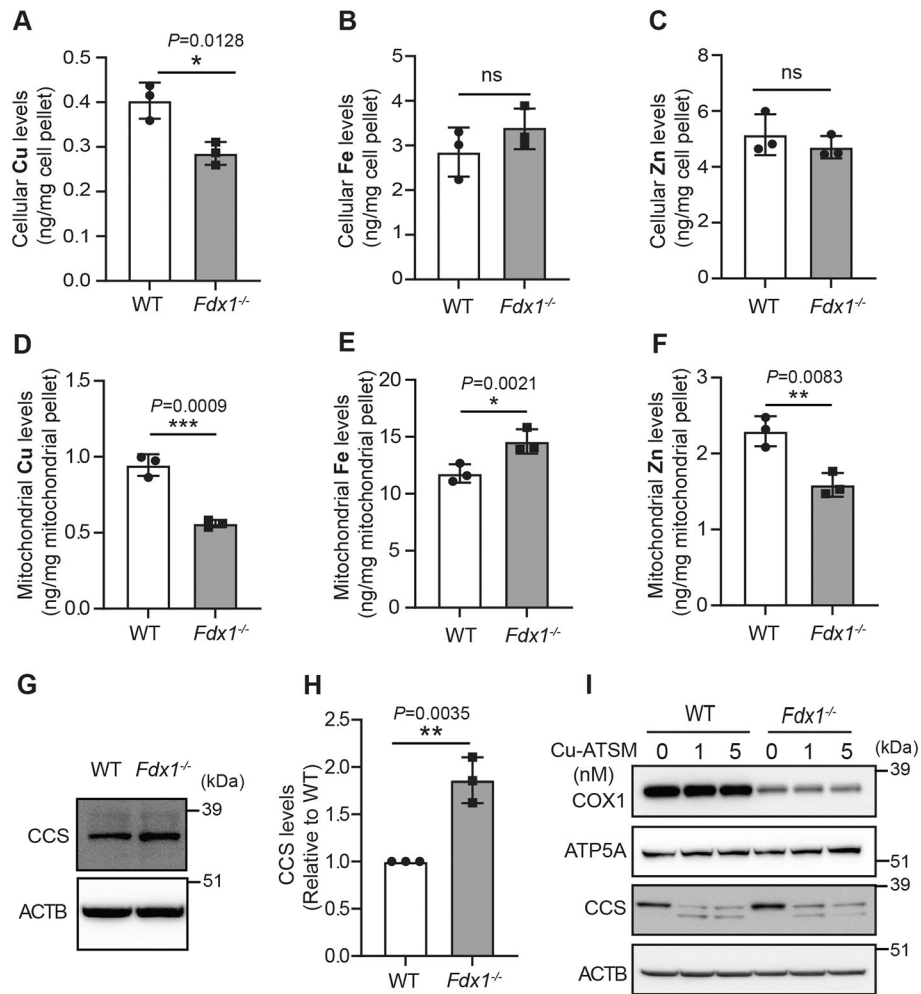 A
P=0.0128
*
Cellular Cu levels
(ng/mg cell pellet)
0.5
0.4
0.3
0.2
0.1
0.0
WT
Fdx1-/-
B
ns
Cellular Fe levels
(ng/mg cell pellet)
5
4
3
2
1
0
WT
Fdx1-/-
C
ns
Cellular Zn levels
(ng/mg cell pellet)
8
6
4
2
0
WT
Fdx1-/-
D
P=0.0009
***
Mitochondrial Cu levels
(ng/mg mitochondrial pellet)
1.5
1.0
0.5
0.0
WT
Fdx1-/-
E
P=0.0021
*
Mitochondrial Fe levels
(ng/mg mitochondrial pellet)
20
15
10
5
0
WT
Fdx1-/-
F
P=0.0083
**
Mitochondrial Zn levels
(ng/mg mitochondrial pellet)
3
2
1
0
WT
Fdx1-/-
G
WT Fdx1-/-
(kDa)
39
CCS
51
ACTB
H
P=0.0035
**
CCS levels
(Relative to WT)
2.5
2.0
1.5
1.0
0.5
0.0
WT
Fdx1-/-
I
WT Fdx1-/-
Cu-ATSM 0 1 5 0 1 5 (kDa)
(nM)
39
COX1
ATP5A
51
39
CCS
51
ACTB